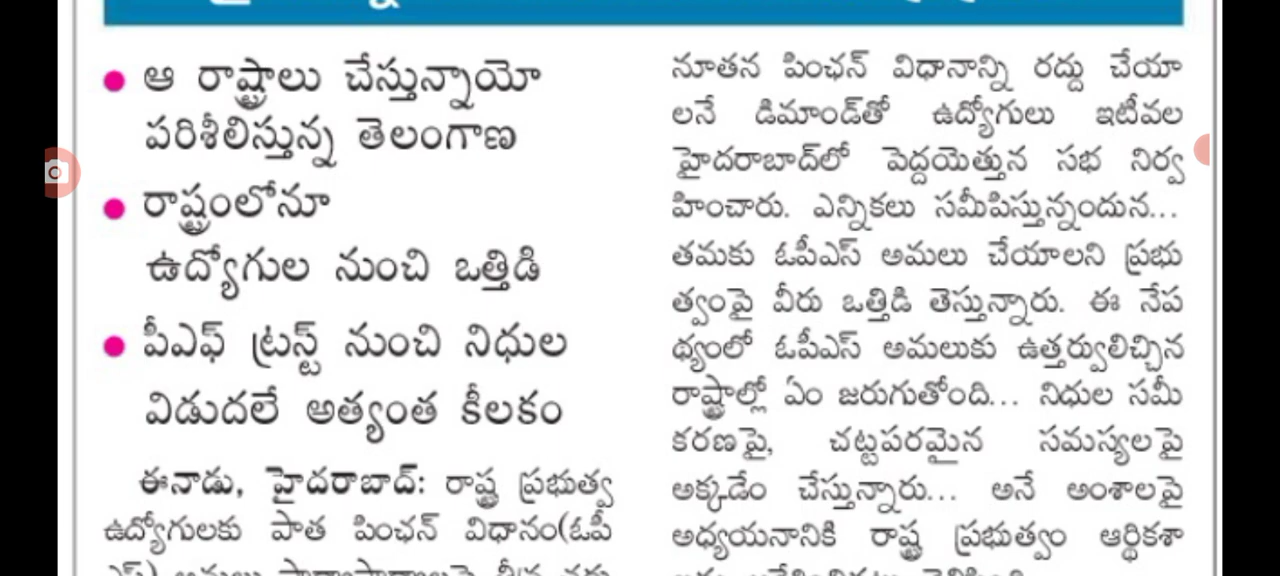 ఆ రాష్ట్రాలు చేస్తున్నాయో
పరిశీలిస్తున్న తెలంగాణ
రాష్ట్రంలోనూ
ఉద్యోగుల నుంచి ఒత్తిడి
పీఎఫ్ ట్రస్ట్ నుంచి నిధుల
విడుదలే అత్యంత కీలకం
ఈనాడు, హైదరాబాద్: రాష్ట్ర ప్రభుత్వ
ఉద్యోగులకు పాత పింఛన్ విధానం(ఓపీ
నూతన పింఛన్ విధానాన్ని రద్దు చేయా
లనే డిమాండ్‌తో ఉద్యోగులు ఇటీవల
హైదరాబాద్‌లో పెద్దయెత్తున సభ నిర్వ
హించారు. ఎన్నికలు సమీపిస్తున్నందున...
తమకు ఓపీఎస్ అమలు చేయాలని ప్రభు
త్వంపై వీరు ఒత్తిడి తెస్తున్నారు. ఈ నేప
థ్యంలో ఓపీఎస్ అమలుకు ఉత్తర్వులిచ్చిన
రాష్ట్రాల్లో ఏం జరుగుతోంది... నిధుల సమీ
కరణపై, చట్టపరమైన సమస్యలపై
అక్కడేం చేస్తున్నారు... అనే అంశాలపై
అధ్యయనానికి రాష్ట్ర ప్రభుత్వం ఆర్థికశా